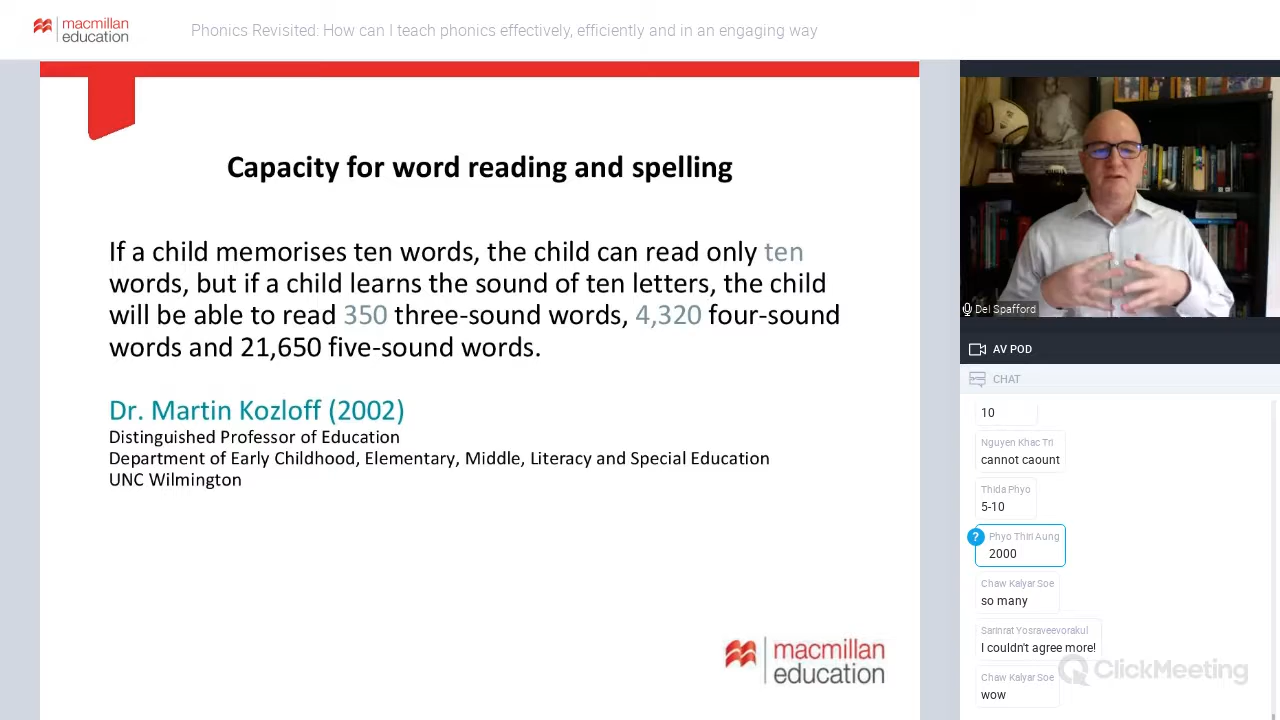 macmillan
education
Phonics Revisited: How can I teach phonics effectively, efficiently and in an engaging way
Capacity for word reading and spelling
If a child memorises ten words, the child can read only ten
words, but if a child learns the sound of ten letters, the child
will be able to read 350 three-sound words, 4,320 four-sound
words and 21,650 five-sound words.
Dr. Martin Kozloff (2002)
Distinguished Professor of Education
Department of Early Childhood, Elementary, Middle, Literacy and Special Education
UNC Wilmington
macmillan
education
Del Spafford
AV POD
CHAT
10
Nguyen Khac Tri
cannot caount
Thida Phyo
5-10
?
Phyo Thiri Aung
2000
Chaw Kalyar Soe
so many
Sarinrat Yosraveevorakul
I couldn't agree more!
Chaw Kalyar Soe
wow
ClickMeeting